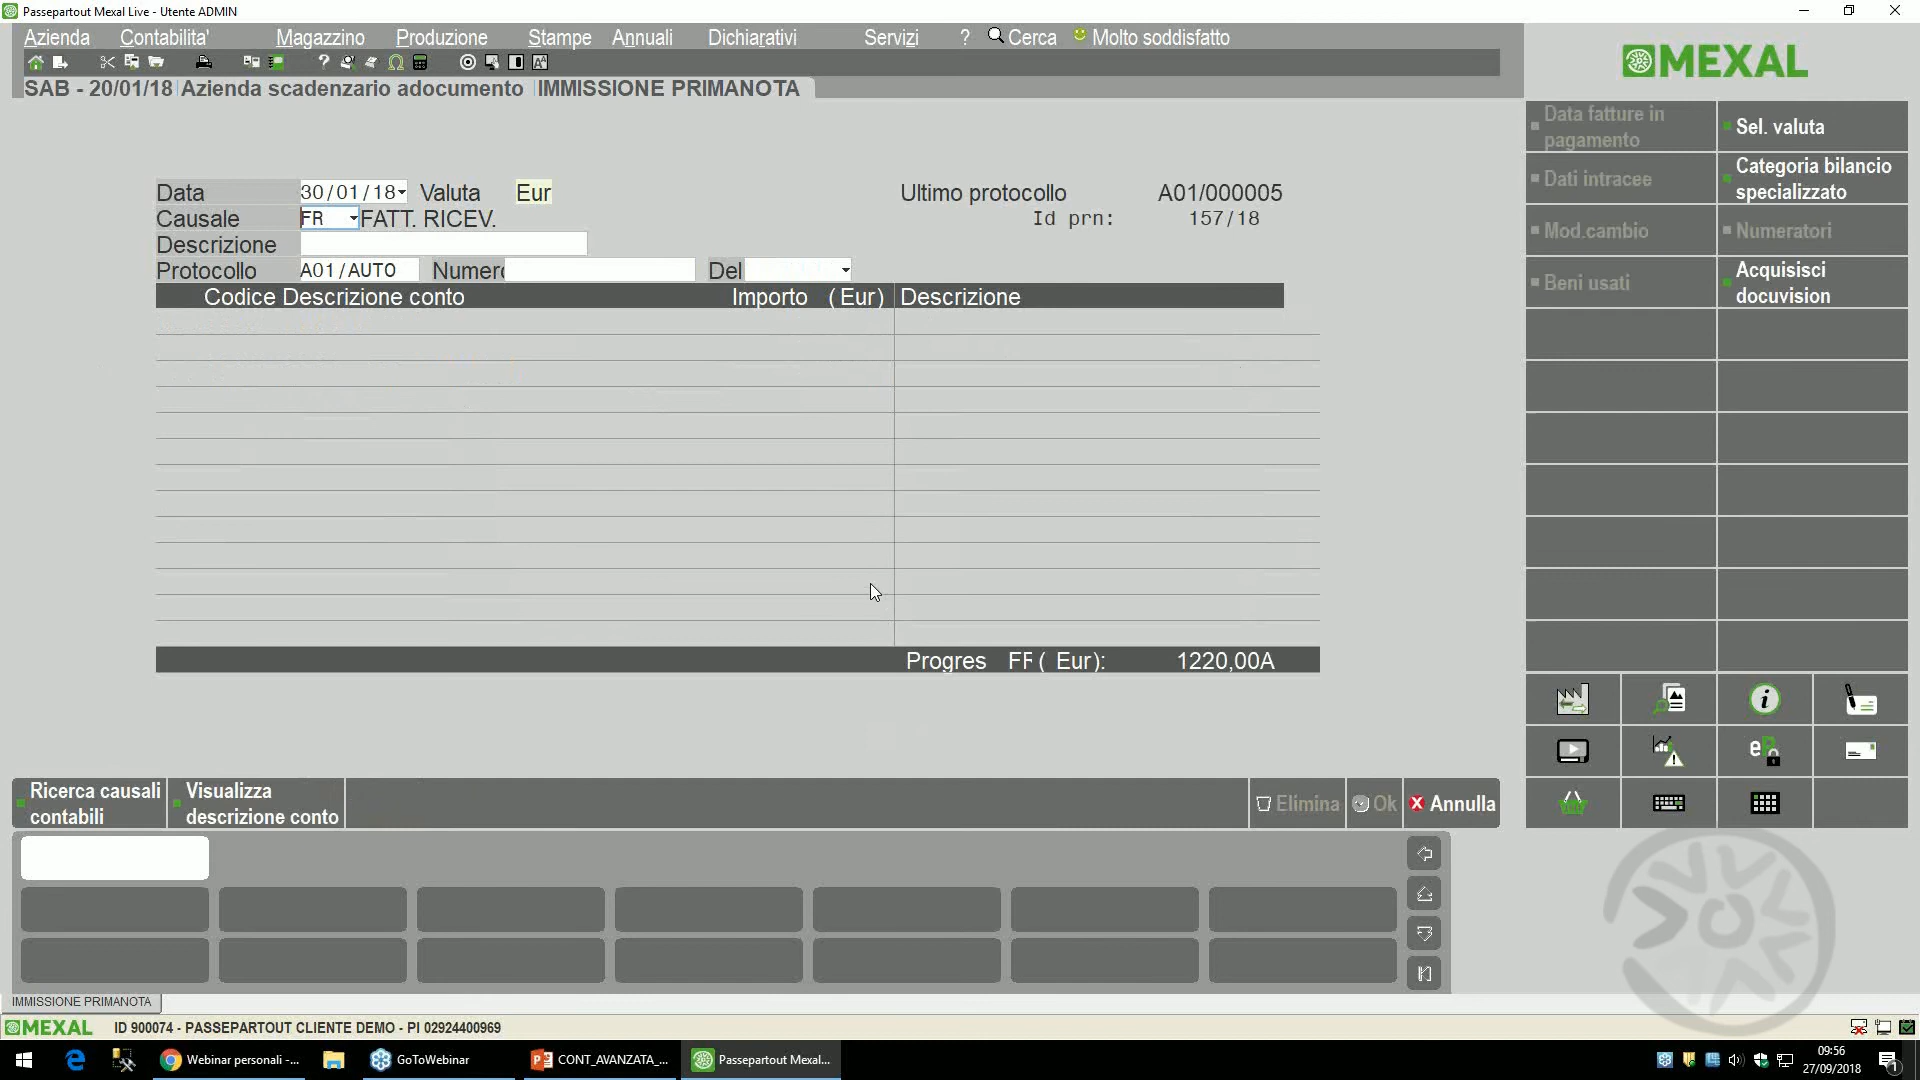 Passepartout Mexal Live - Utente ADMIN
Azienda Contabilita' Magazzino Produzione Stampe Annuali Dichiarativi Servizi ? Cerca Molto soddisfatto
MEXAL
SAB - 20/01/18 Azienda scadenzario adocumento IMMISSIONE PRIMANOTA
Data fatture in pagamento
Sel. valuta
Dati intracee
Categoria bilancio specializzato
Mod.cambio
Numeratori
Beni usati
Acquisisci docuvision
Data 30/01/18 Valuta Eur Ultimo protocollo A01/000005
Causale FR FATT. RICEV. Id prn: 157/18
Descrizione
Protocollo A01/AUTO Numero Del
Codice Descrizione conto Importo (Eur) Descrizione
Progres FR ( Eur): 1220,00A
Ricerca causali contabili
Visualizza descrizione conto
Elimina Ok Annulla
IMMISSIONE PRIMANOTA
MEXAL ID 900074 - PASSEPARTOUT CLIENTE DEMO - PI 02924400969
Webinar personali -... GoToWebinar CONT_AVANZATA_... Passepartout Mexal...
09:56
27/09/2018
1